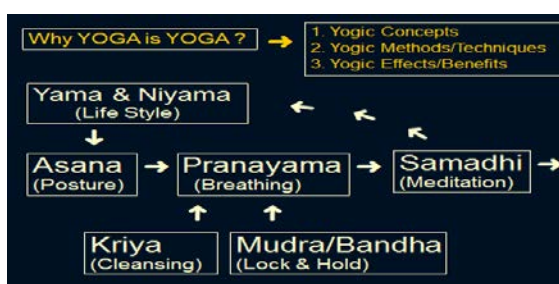 Why YOGA is YOGA ?
1. Yogic Concepts
2. Yogic Methods/Techniques
3. Yogic Effects/Benefits
Yama & Niyama
(Life Style)
Asana
(Posture)
Pranayama
(Breathing)
Samadhi
(Meditation)
Kriya
(Cleansing)
Mudra/Bandha
(Lock & Hold)